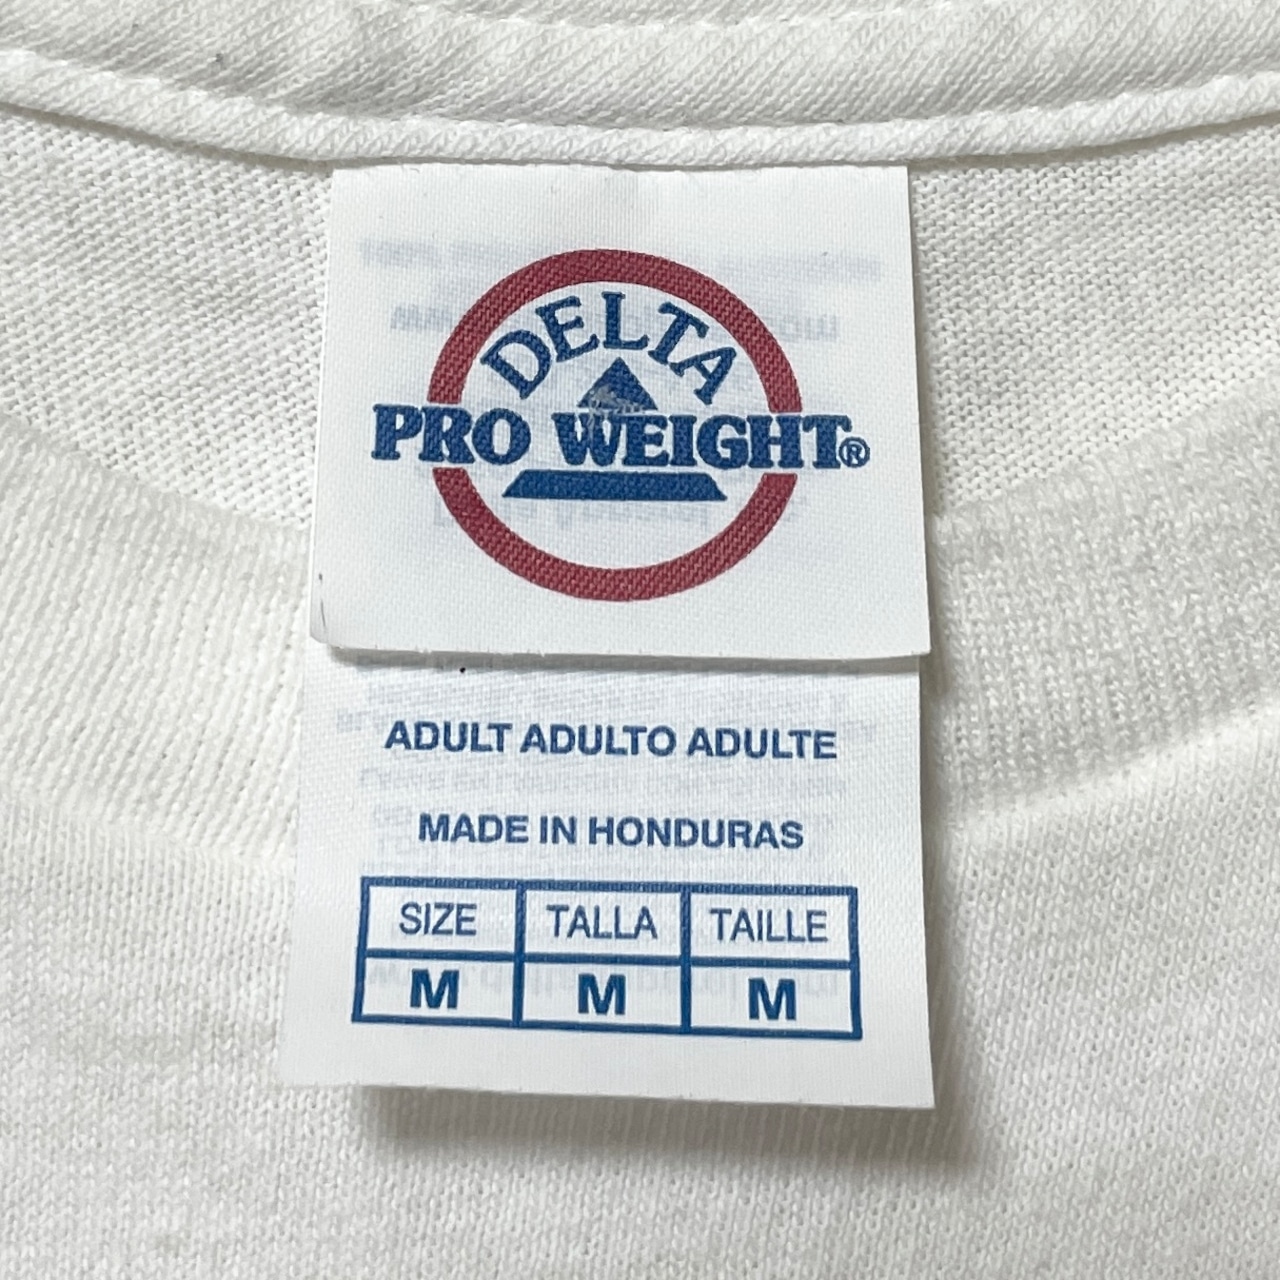 DELTA
PRO WEIGHT®
ADULT ADULTO ADULTE
MADE IN HONDURAS
SIZE TALLA TAILLE
M M M